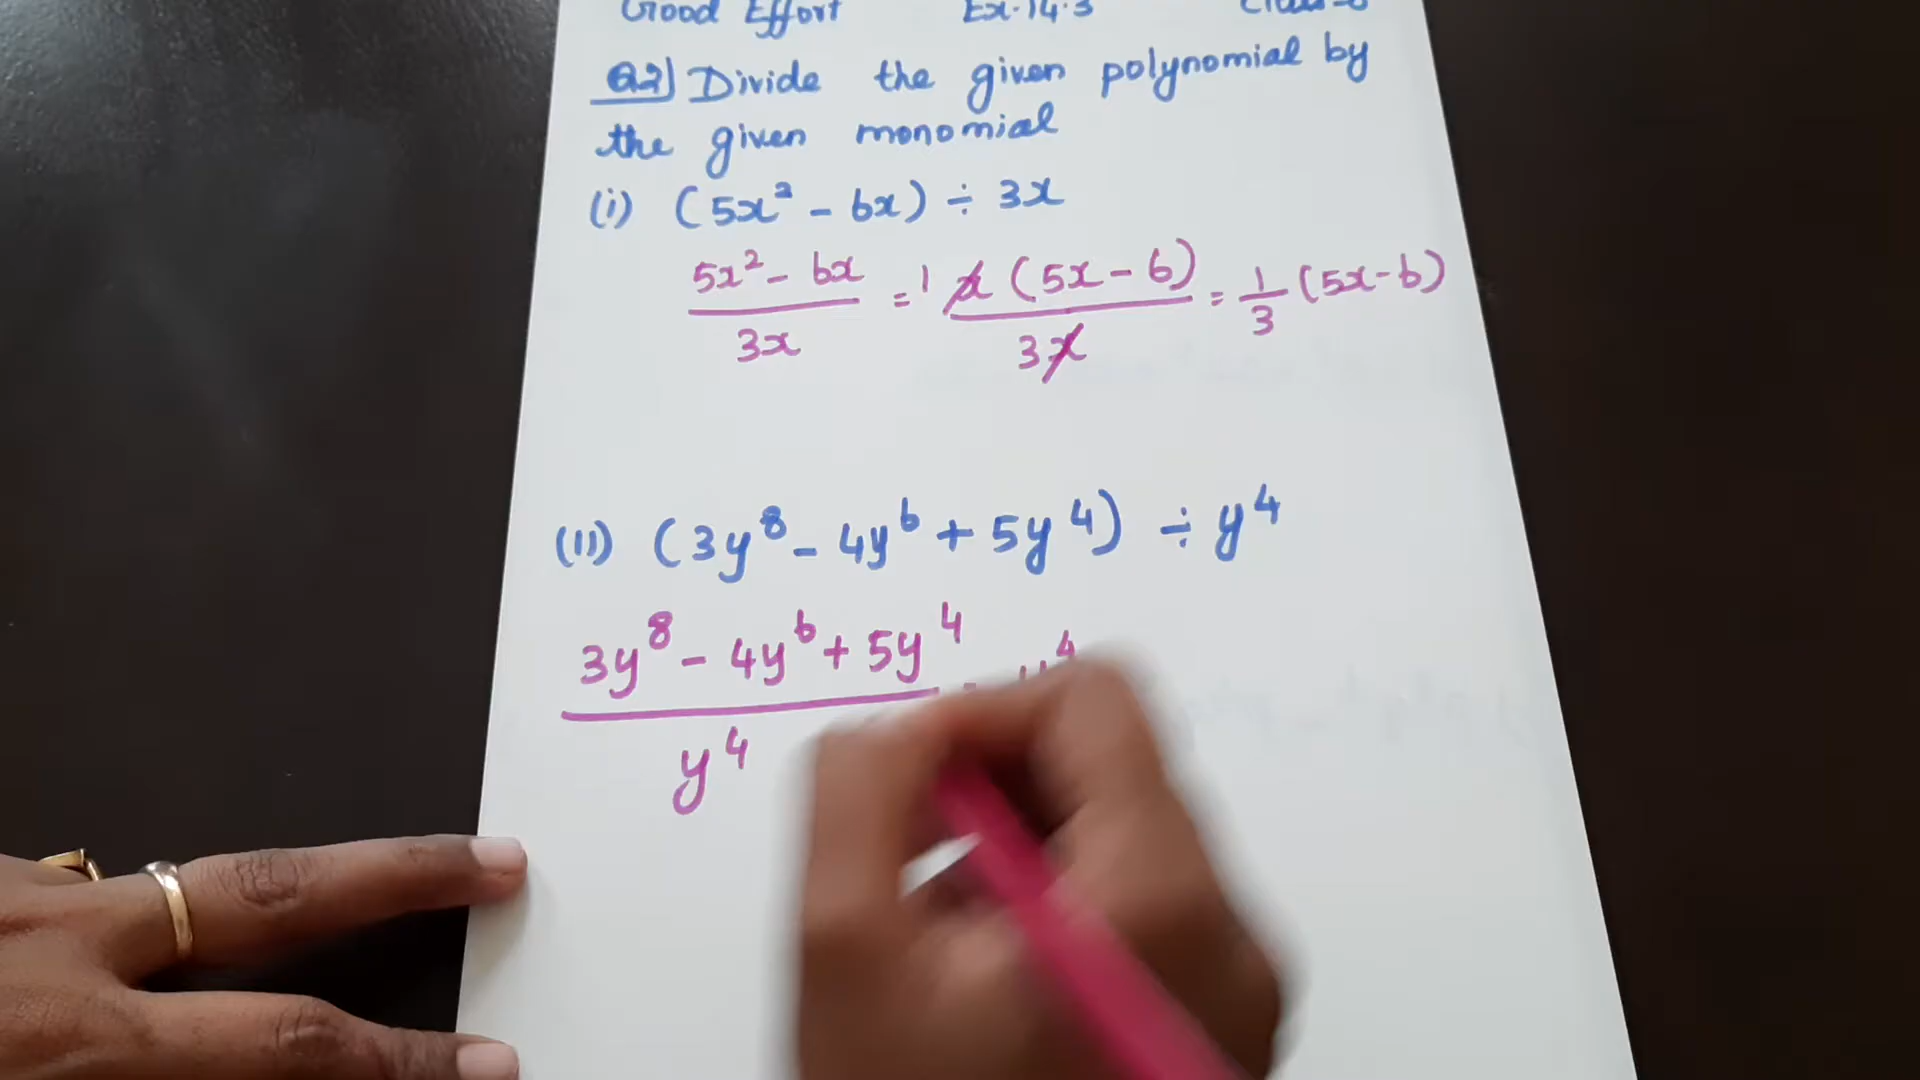 Good Effort Ex.14.3
Q2) Divide the given polynomial by
the given monomial
(i) (5x² - 6x) ÷ 3x
5x² - 6x / 3x = 1 x (5x - 6) / 3x = 1/3 (5x - 6)
(ii) (3y⁸ - 4y⁶ + 5y⁴) ÷ y⁴
3y⁸ - 4y⁶ + 5y⁴ / y⁴